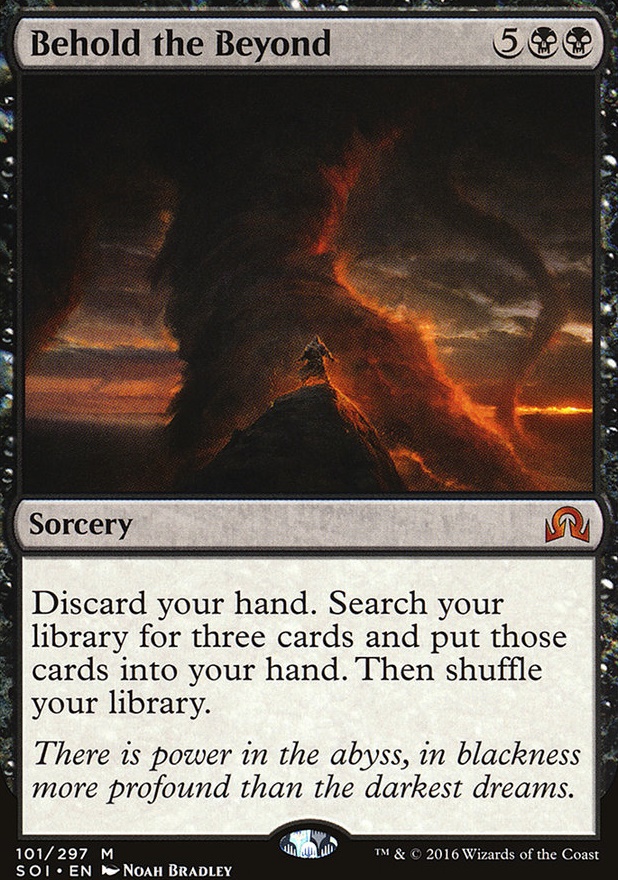 Behold the Beyond 5
Sorcery
Discard your hand. Search your
library for three cards and put those
cards into your hand. Then shuffle
your library.
There is power in the abyss, in blackness
more profound than the darkest dreams.
101/297 M
SOI • EN Noah Bradley
™ & © 2016 Wizards of the Coast